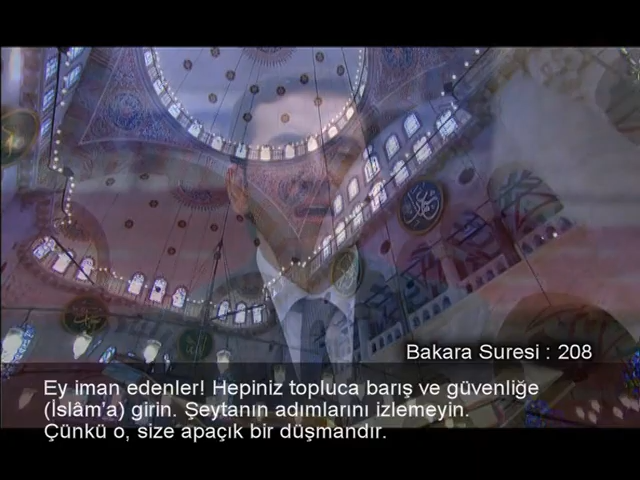 Bakara Suresi : 208
Ey iman edenler! Hepiniz topluca barış ve güvenliğe
(İslâm'a) girin. Şeytanın adımlarını izlemeyin.
Çünkü o, size apaçık bir düşmandır.